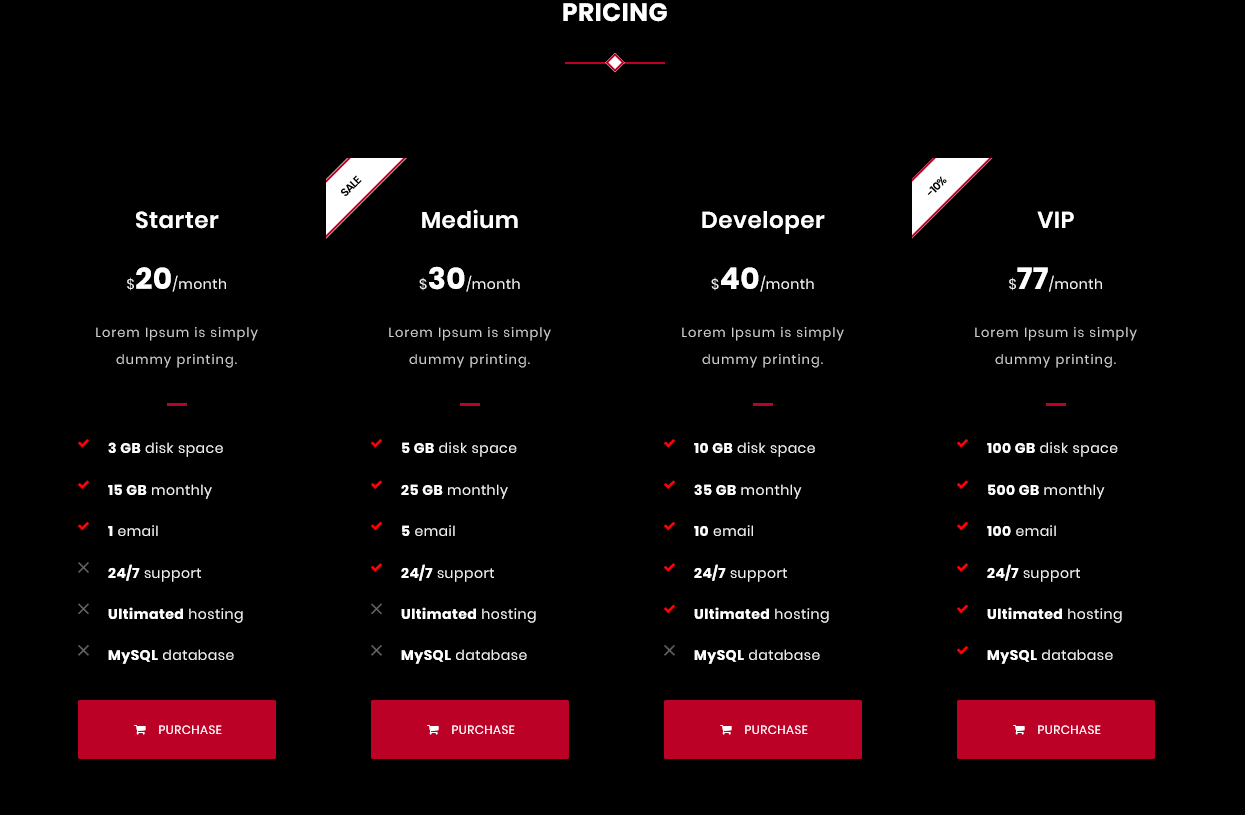 PRICING
Starter
$20/month
Lorem Ipsum is simply
dummy printing.
3 GB disk space
15 GB monthly
1 email
24/7 support
Ultimated hosting
MySQL database
PURCHASE
SALE
Medium
$30/month
Lorem Ipsum is simply
dummy printing.
5 GB disk space
25 GB monthly
5 email
24/7 support
Ultimated hosting
MySQL database
PURCHASE
Developer
$40/month
Lorem Ipsum is simply
dummy printing.
10 GB disk space
35 GB monthly
10 email
24/7 support
Ultimated hosting
MySQL database
PURCHASE
-10%
VIP
$77/month
Lorem Ipsum is simply
dummy printing.
100 GB disk space
500 GB monthly
100 email
24/7 support
Ultimated hosting
MySQL database
PURCHASE